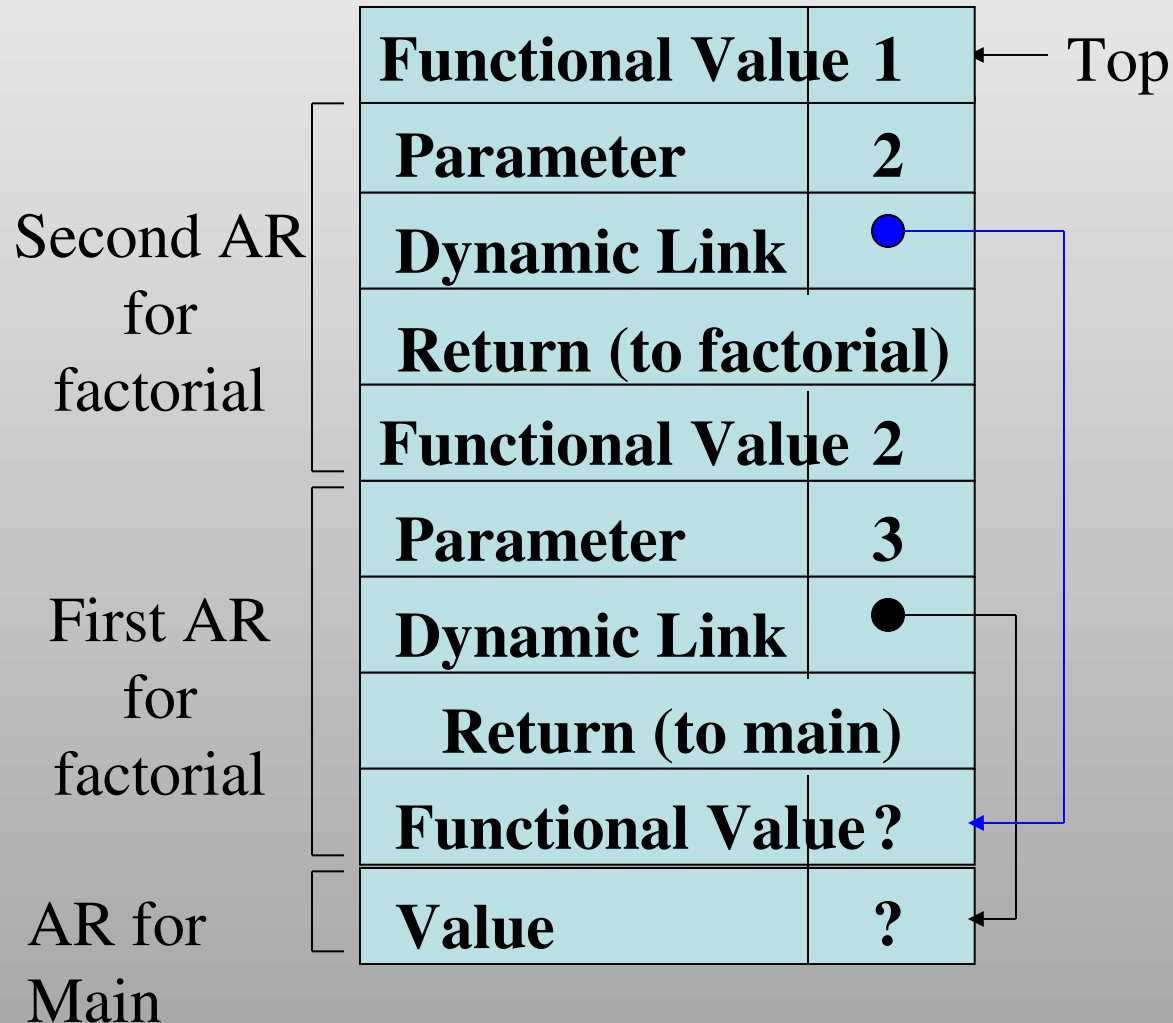 Functional Value 1
Top
Parameter 2
Dynamic Link
Return (to factorial)
Functional Value 2
Second AR
for
factorial
Parameter 3
Dynamic Link
Return (to main)
Functional Value ?
First AR
for
factorial
Value ?
AR for
Main